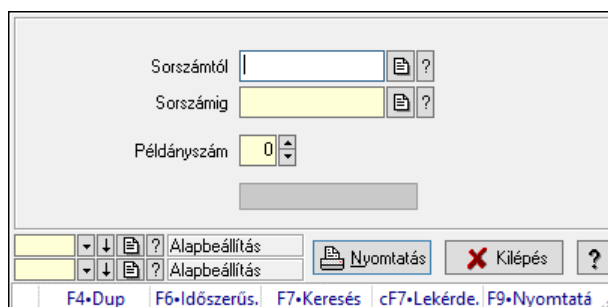 Sorszámtól ?
Sorszámig ?
Példányszám 0
? Alapbeállítás
? Alapbeállítás
Nyomtatás Kilépés ?
F4•Dup F6•Időszerűs. F7•Keresés cF7•Lekérde. F9•Nyomtatá